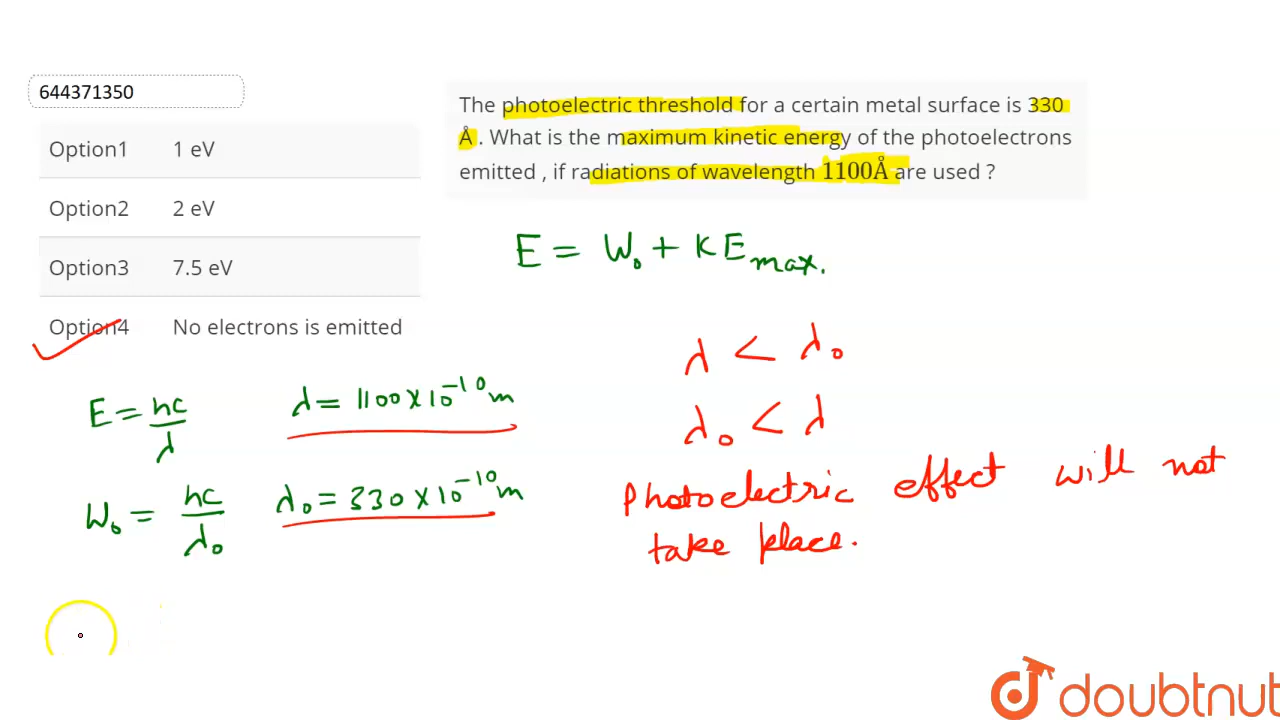 644371350
The photoelectric threshold for a certain metal surface is 330
Å . What is the maximum kinetic energy of the photoelectrons
emitted , if radiations of wavelength 1100Å are used ?
Option1 1 eV
Option2 2 eV
Option3 7.5 eV
Option4 No electrons is emitted
E = W₀ + KEmax.
λ < λ₀
λ₀ < λ
Photoelectric effect will not
take place.
E = hc/λ λ = 1100 × 10⁻¹⁰ m
W₀ = hc/λ₀ λ₀ = 330 × 10⁻¹⁰ m
doubtnut